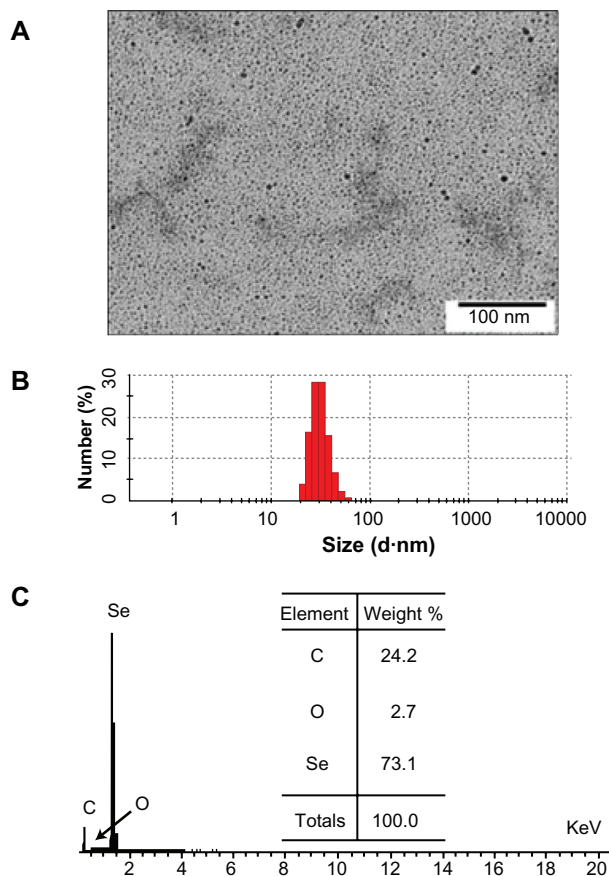 A
100 nm
B
Number (%)
30
20
10
0
1 10 100 1000 10000
Size (d·nm)
C
Se
Element Weight %
C 24.2
O 2.7
Se 73.1
Totals 100.0
C
O
KeV
2 4 6 8 10 12 14 16 18 20